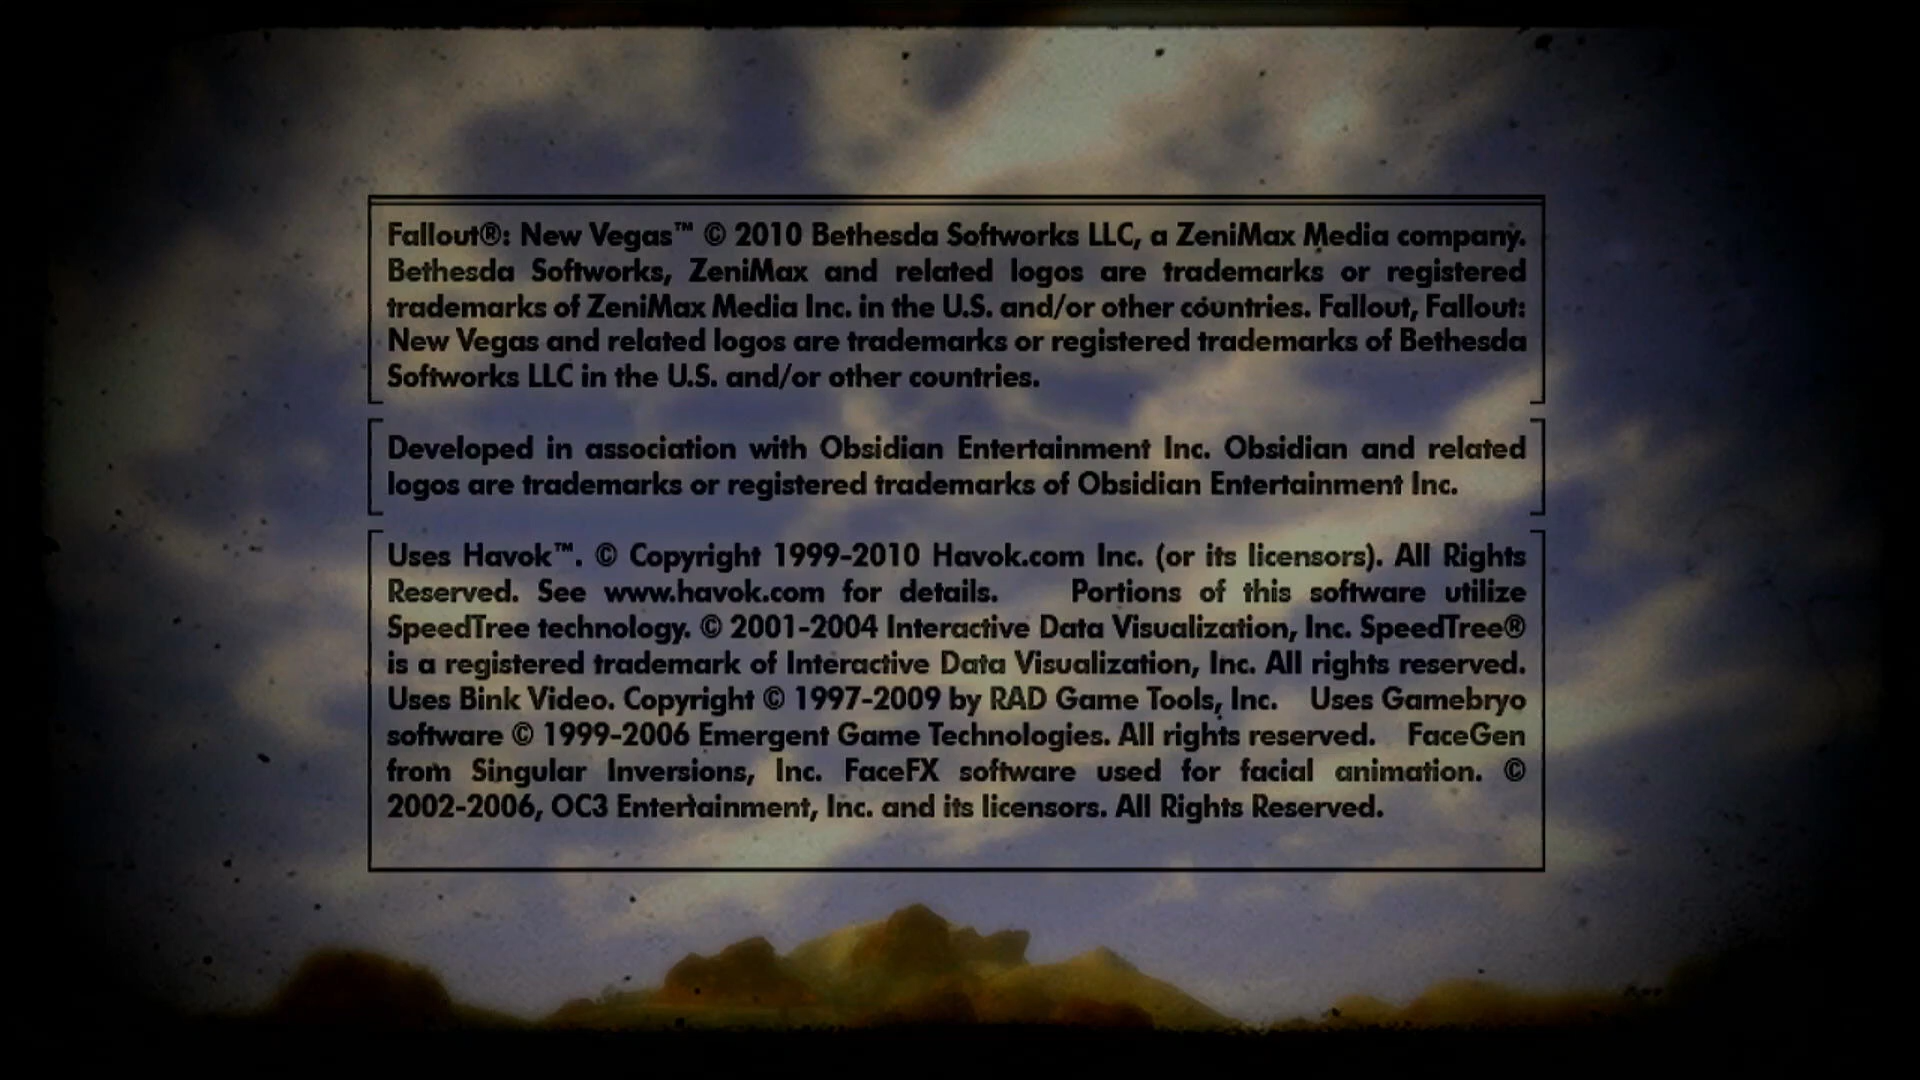 Fallout®: New Vegas™ © 2010 Bethesda Softworks LLC, a ZeniMax Media company.
Bethesda Softworks, ZeniMax and related logos are trademarks or registered
trademarks of ZeniMax Media Inc. in the U.S. and/or other countries. Fallout, Fallout:
New Vegas and related logos are trademarks or registered trademarks of Bethesda
Softworks LLC in the U.S. and/or other countries.
Developed in association with Obsidian Entertainment Inc. Obsidian and related
logos are trademarks or registered trademarks of Obsidian Entertainment Inc.
Uses Havok™. © Copyright 1999-2010 Havok.com Inc. (or its licensors). All Rights
Reserved. See www.havok.com for details. Portions of this software utilize
SpeedTree technology. © 2001-2004 Interactive Data Visualization, Inc. SpeedTree®
is a registered trademark of Interactive Data Visualization, Inc. All rights reserved.
Uses Bink Video. Copyright © 1997-2009 by RAD Game Tools, Inc. Uses Gamebryo
software © 1999-2006 Emergent Game Technologies. All rights reserved. FaceGen
from Singular Inversions, Inc. FaceFX software used for facial animation. ©
2002-2006, OC3 Entertainment, Inc. and its licensors. All Rights Reserved.